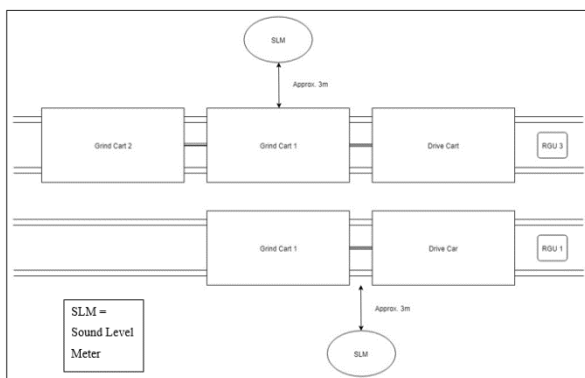 SLM
Approx. 3m
Grind Cart 2
Grind Cart 1
Drive Cart
RGU 3
Grind Cart 1
Drive Car
RGU 1
Approx. 3m
SLM =
Sound Level
Meter
SLM